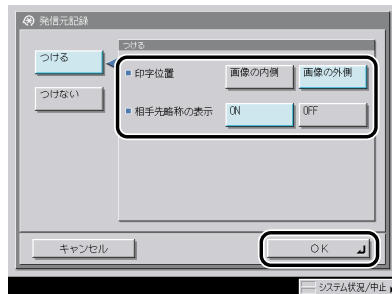 発信元記録
つける
つける
つけない
印字位置 画像の内側 画像の外側
相手先略称の表示 ON OFF
キャンセル OK
システム状況/中止